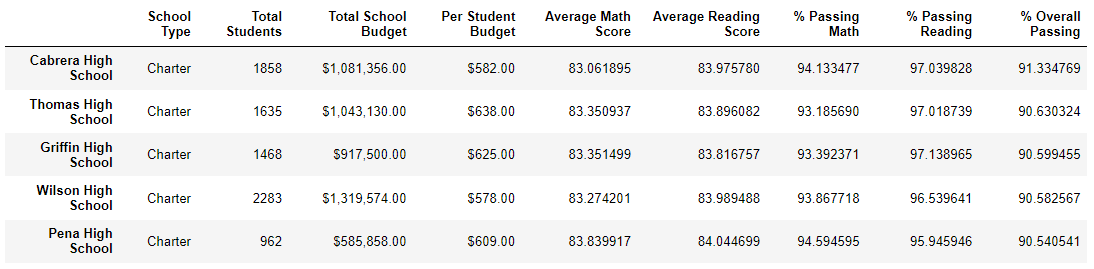 School Type Total Students Total School Budget Per Student Budget Average Math Score Average Reading Score % Passing Math % Passing Reading % Overall Passing
Cabrera High School Charter 1858 $1,081,356.00 $582.00 83.061895 83.975780 94.133477 97.039828 91.334769
Thomas High School Charter 1635 $1,043,130.00 $638.00 83.350937 83.896082 93.185690 97.018739 90.630324
Griffin High School Charter 1468 $917,500.00 $625.00 83.351499 83.816757 93.392371 97.138965 90.599455
Wilson High School Charter 2283 $1,319,574.00 $578.00 83.274201 83.989488 93.867718 96.539641 90.582567
Pena High School Charter 962 $585,858.00 $609.00 83.839917 84.044699 94.594595 95.945946 90.540541